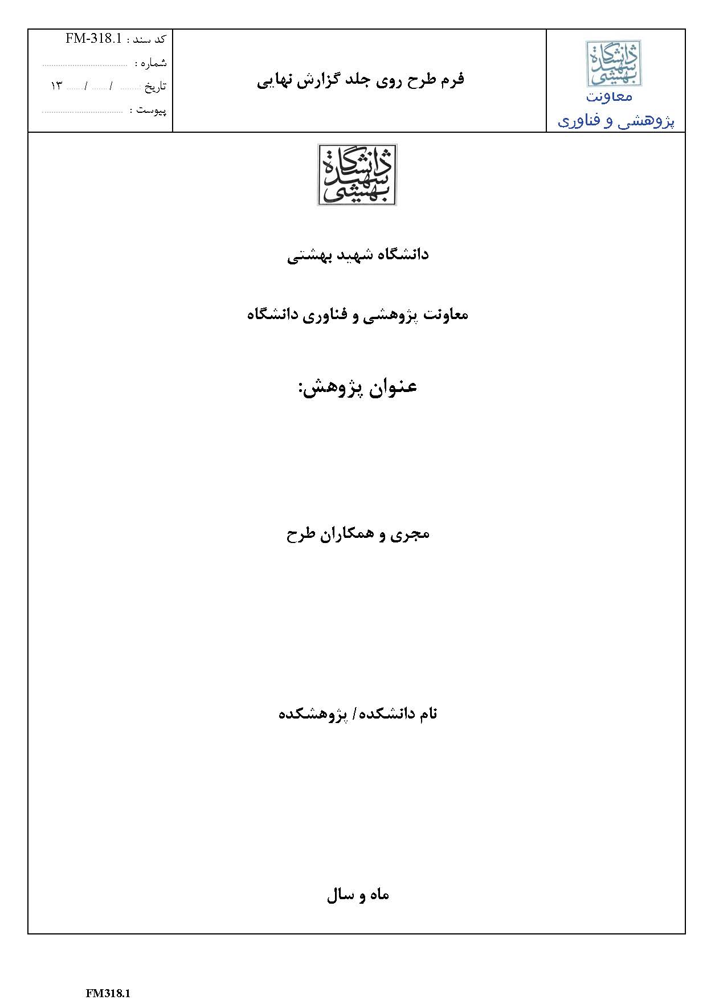 دانشگاه شهید بهشتی
معاونت
پژوهشی و فناوری
فرم طرح روی جلد گزارش نهایی
کد سند : FM-318.1
شماره : ....................................
تاریخ :........ /....... /....... ۱۳
پیوست : ..................................
دانشگاه شهید بهشتی
دانشگاه شهید بهشتی
معاونت پژوهشی و فناوری دانشگاه
عنوان پژوهش:
مجری و همکاران طرح
نام دانشکده/ پژوهشکده
ماه و سال
FM318.1